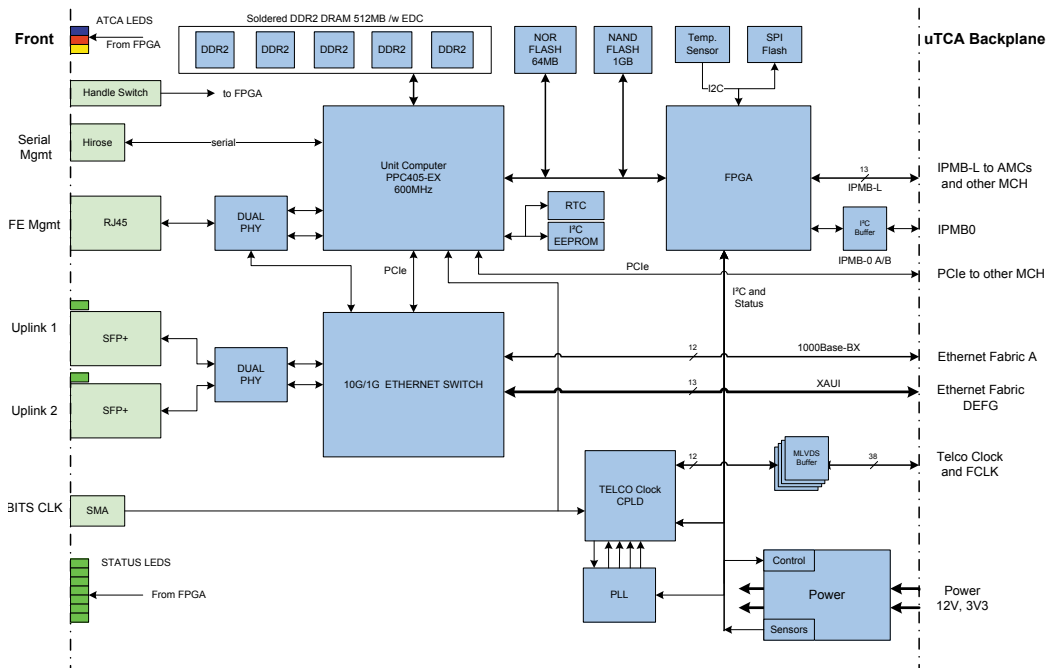 Soldered DDR2 DRAM 512MB /w EDC
ATCA LEDS
Front
From FPGA
DDR2
DDR2
DDR2
DDR2
DDR2
NOR
FLASH
64MB
NAND
FLASH
1GB
Temp.
Sensor
SPI
Flash
uTCA Backplane
I2C
Handle Switch
to FPGA
Serial
Mgmt
Hirose
serial
Unit Computer
PPC405-EX
600MHz
FPGA
13
IPMB-L
IPMB-L to AMCs
and other MCH
FE Mgmt
RJ45
DUAL
PHY
RTC
I²C
EEPROM
I²C
Buffer
IPMB0
IPMB-0 A/B
PCIe
PCIe
PCIe to other MCH
I²C and
Status
Uplink 1
SFP+
DUAL
PHY
10G/1G ETHERNET SWITCH
12
1000Base-BX
Ethernet Fabric A
13
XAUI
Ethernet Fabric
DEFG
Uplink 2
SFP+
TELCO Clock
CPLD
12
MLVDS
Buffer
38
Telco Clock
and FCLK
BITS CLK
SMA
STATUS LEDS
From FPGA
PLL
Control
Power
Sensors
Power
12V, 3V3